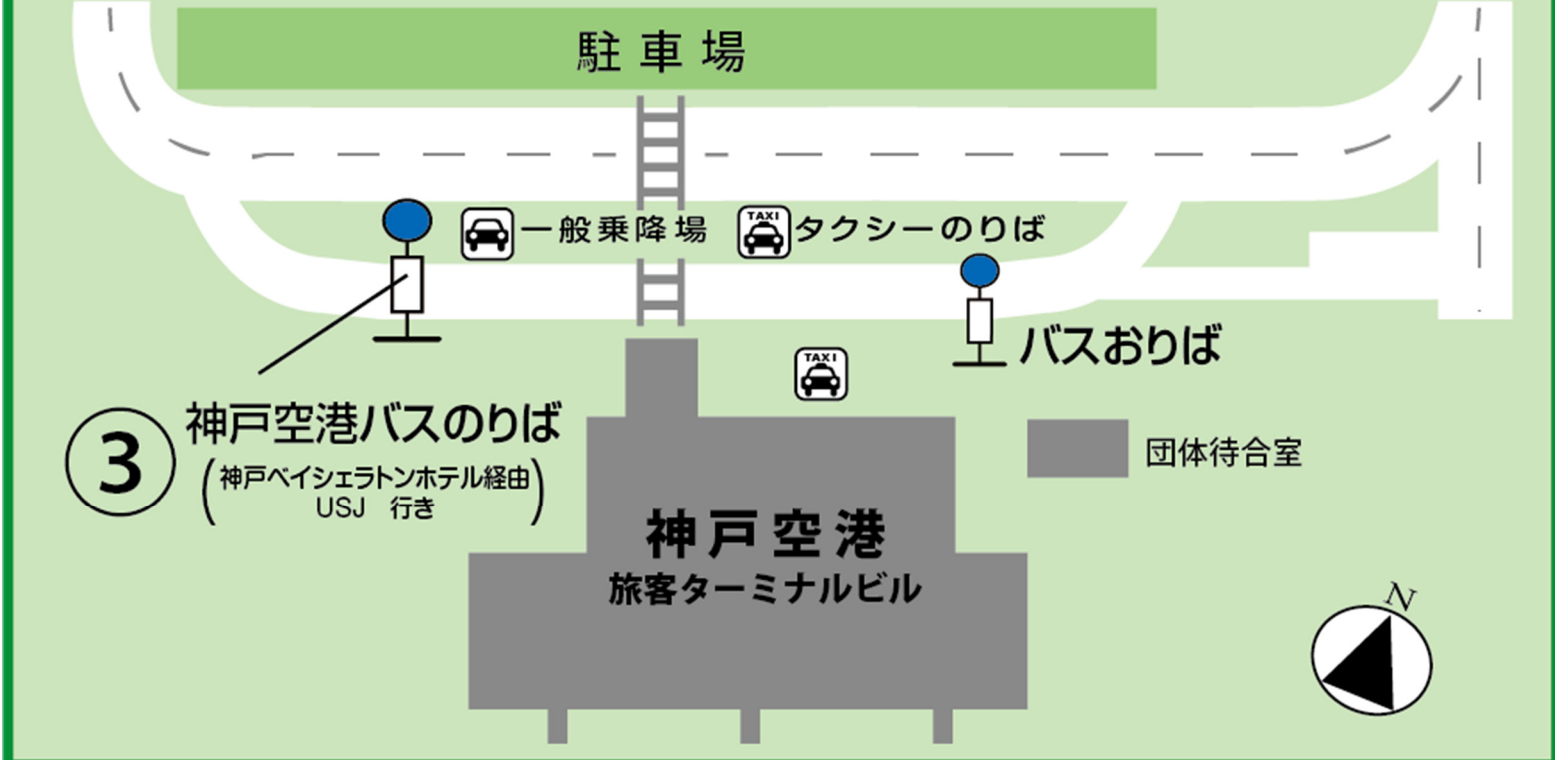 駐車場
一般乗降場
TAXI
タクシーのりば
バスおりば
TAXI
③
神戸空港バスのりば
(神戸ベイシェラトンホテル経由
USJ 行き)
団体待合室
神戸空港
旅客ターミナルビル
N